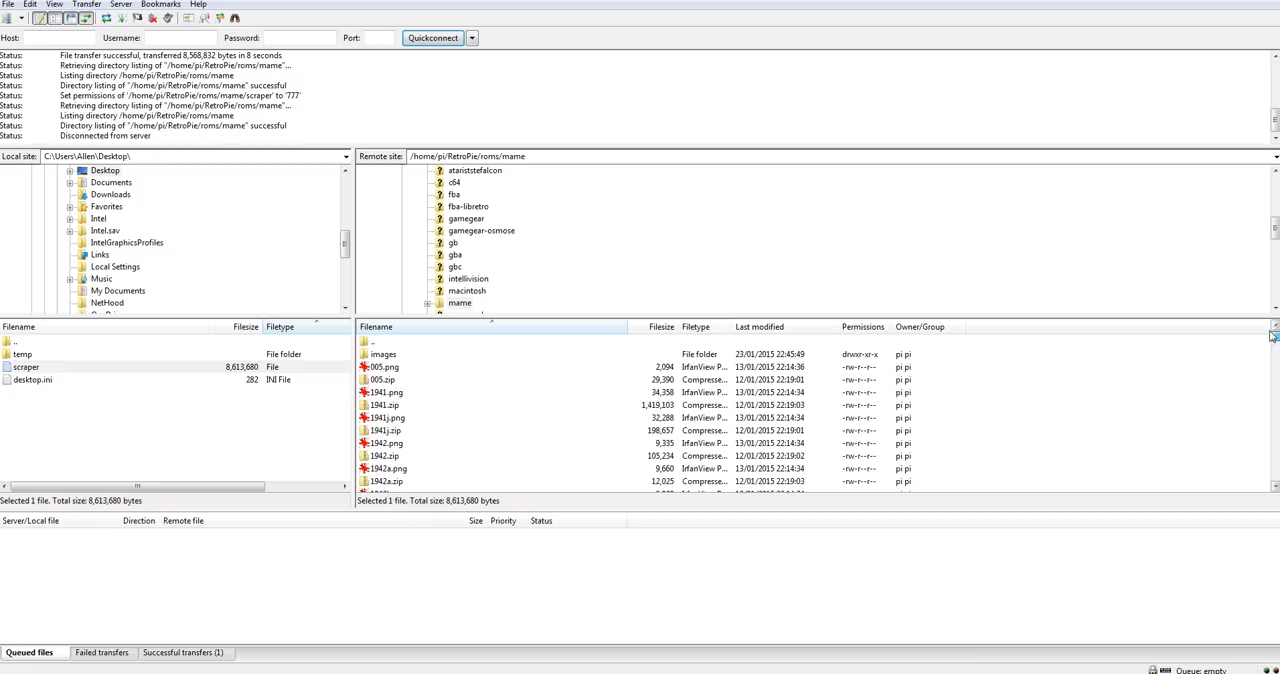 File Edit View Transfer Server Bookmarks Help
Host: Username: Password: Port: Quickconnect
Status: File transfer successful, transferred 8,568,832 bytes in 8 seconds
Status: Retrieving directory listing of "/home/pi/RetroPie/roms/mame"...
Status: Listing directory /home/pi/RetroPie/roms/mame
Status: Directory listing of "/home/pi/RetroPie/roms/mame" successful
Status: Set permissions of '/home/pi/RetroPie/roms/mame/scraper' to '777'
Status: Retrieving directory listing of "/home/pi/RetroPie/roms/mame"...
Status: Listing directory /home/pi/RetroPie/roms/mame
Status: Directory listing of "/home/pi/RetroPie/roms/mame" successful
Status: Disconnected from server
Local site: C:\Users\Allen\Desktop\
Desktop
Documents
Downloads
Favorites
Intel
Intel.sav
IntelGraphicsProfiles
Links
Local Settings
Music
My Documents
NetHood
Remote site: /home/pi/RetroPie/roms/mame
atariststefalcon
c64
fba
fba-libretro
gamegear
gamegear-osmose
gb
gba
gbc
intellivision
macintosh
mame
Filename Filesize Filetype
..
temp File folder
scraper 8,613,680 File
desktop.ini 282 INI File
Selected 1 file. Total size: 8,613,680 bytes
Filename Filesize Filetype Last modified Permissions Owner/Group
..
images File folder 23/01/2015 22:45:49 drwxr-xr-x pi pi
005.png 2,094 IrfanView P... 13/01/2015 22:14:36 -rw-r--r-- pi pi
005.zip 29,390 Compresse... 12/01/2015 22:19:01 -rw-r--r-- pi pi
1941.png 34,358 IrfanView P... 13/01/2015 22:14:34 -rw-r--r-- pi pi
1941.zip 1,419,103 Compresse... 12/01/2015 22:19:03 -rw-r--r-- pi pi
1941j.png 32,288 IrfanView P... 13/01/2015 22:14:34 -rw-r--r-- pi pi
1941j.zip 198,657 Compresse... 12/01/2015 22:19:01 -rw-r--r-- pi pi
1942.png 9,335 IrfanView P... 13/01/2015 22:14:34 -rw-r--r-- pi pi
1942.zip 105,234 Compresse... 12/01/2015 22:19:02 -rw-r--r-- pi pi
1942a.png 9,660 IrfanView P... 13/01/2015 22:14:34 -rw-r--r-- pi pi
1942a.zip 12,025 Compresse... 12/01/2015 22:19:03 -rw-r--r-- pi pi
Selected 1 file. Total size: 8,613,680 bytes
Server/Local file Direction Remote file Size Priority Status
Queued files Failed transfers Successful transfers (1)
Queue: empty